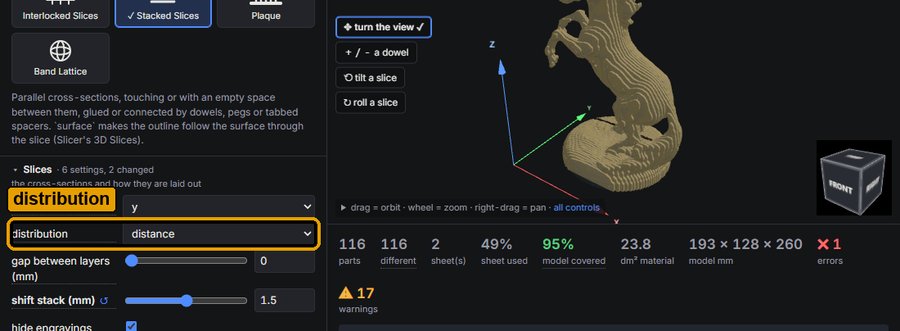 Interlocked Slices
✓ Stacked Slices
Plaque
Band Lattice
Parallel cross-sections, touching or with an empty space
between them, glued or connected by dowels, pegs or tabbed
spacers. `surface` makes the outline follow the surface through
the slice (Slicer's 3D Slices).
Slices · 6 settings, 2 changed
the cross-sections and how they are laid out
distribution
y
distribution
distance
gap between layers
(mm)
0
shift stack (mm) ↺
1.5
hide engravings
✥ turn the view ✓
+ / - a dowel
⟲ tilt a slice
↻ roll a slice
Z
Y
X
FRONT
▶ drag = orbit · wheel = zoom · right-drag = pan · all controls
116
parts
116
different
2
sheet(s)
49%
sheet used
95%
model covered
23.8
dm² material
193 × 128 × 260
model mm
❌ 1
errors
⚠ 17
warnings